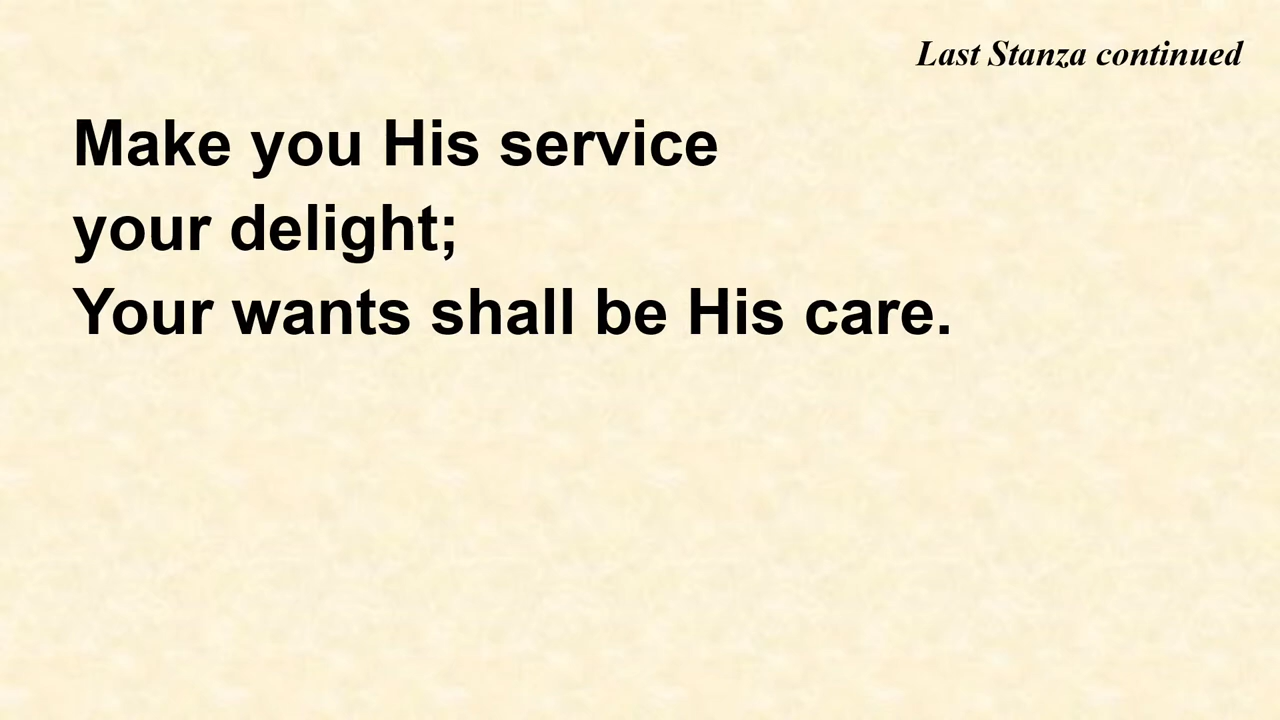 Last Stanza continued
Make you His service
your delight;
Your wants shall be His care.